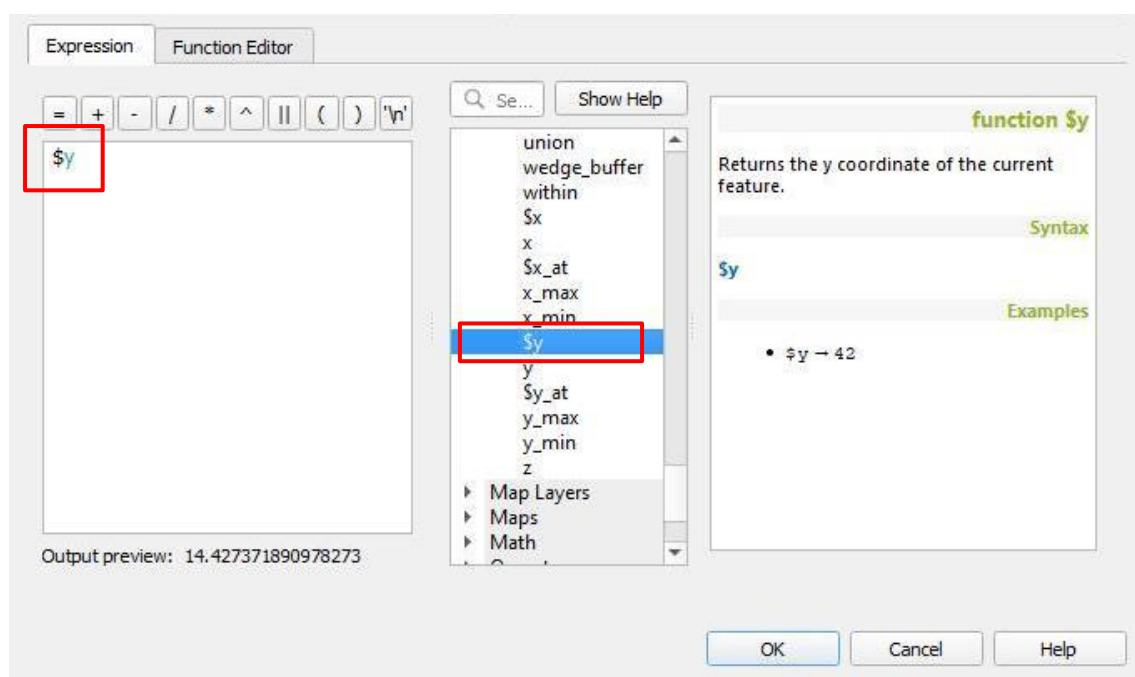 Expression
Function Editor
= + - / * ^ || ( ) '\n'
$y
Output preview: 14.427371890978273
Se...
Show Help
union
wedge_buffer
within
$x
x
$x_at
x_max
x_min
$y
y
$y_at
y_max
y_min
z
Map Layers
Maps
Math
function $y
Returns the y coordinate of the current
feature.
Syntax
$y
Examples
• $y → 42
OK
Cancel
Help